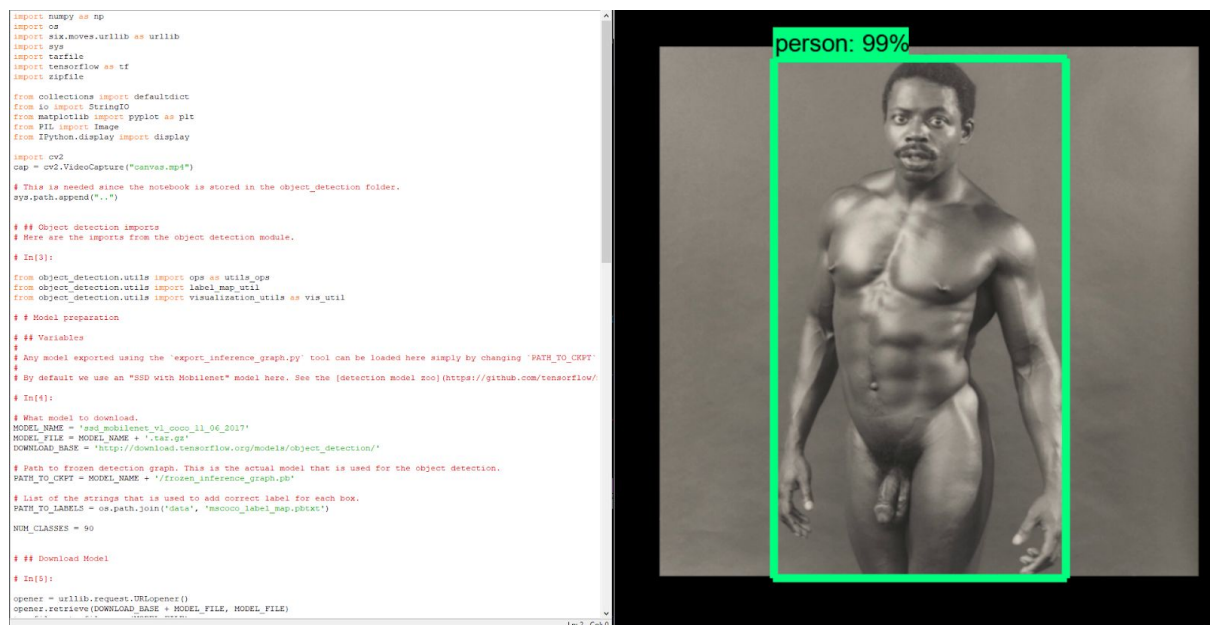 import numpy as np
import os
import six.moves.urllib as urllib
import sys
import tarfile
import tensorflow as tf
import zipfile

from collections import defaultdict
from io import StringIO
from matplotlib import pyplot as plt
from PIL import Image
from IPython.display import display

import cv2
cap = cv2.VideoCapture("canvas.mp4")

# This is needed since the notebook is stored in the object_detection folder.
sys.path.append("..")

# ## Object detection imports
# Here are the imports from the object detection module.

# In[3]:

from object_detection.utils import ops as utils_ops
from object_detection.utils import label_map_util
from object_detection.utils import visualization_utils as vis_util

# # Model preparation

# ## Variables
#
# Any model exported using the `export_inference_graph.py` tool can be loaded here simply by changing `PATH_TO_CKPT`
#
# By default we use an "SSD with Mobilenet" model here. See the [detection model zoo](https://github.com/tensorflow/

# In[4]:

# What model to download.
MODEL_NAME = 'ssd_mobilenet_v1_coco_11_06_2017'
MODEL_FILE = MODEL_NAME + '.tar.gz'
DOWNLOAD_BASE = 'http://download.tensorflow.org/models/object_detection/'

# Path to frozen detection graph. This is the actual model that is used for the object detection.
PATH_TO_CKPT = MODEL_NAME + '/frozen_inference_graph.pb'

# List of the strings that is used to add correct label for each box.
PATH_TO_LABELS = os.path.join('data', 'mscoco_label_map.pbtxt')

NUM_CLASSES = 90

# ## Download Model

# In[5]:

opener = urllib.request.URLopener()
opener.retrieve(DOWNLOAD_BASE + MODEL_FILE, MODEL_FILE)
person: 99%